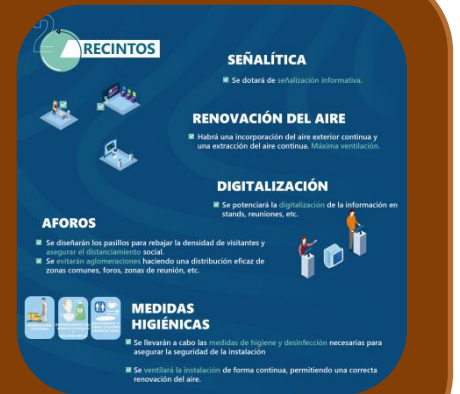 2
RECINTOS
SEÑALÍTICA
Se dotará de señalización informativa.
RENOVACIÓN DEL AIRE
Habrá una incorporación del aire exterior continua y
una extracción del aire continua. Máxima ventilación.
DIGITALIZACIÓN
Se potenciará la digitalización de la información en
stands, reuniones, etc.
AFOROS
Se diseñarán los pasillos para rebajar la densidad de visitantes y
asegurar el distanciamiento social.
Se evitarán aglomeraciones haciendo una distribución eficaz de
zonas comunes, foros, zonas de reunión, etc.
MEDIDAS
HIGIÉNICAS
Se llevarán a cabo las medidas de higiene y desinfección necesarias para
asegurar la seguridad de la instalación
Se ventilará la instalación de forma continua, permitiendo una correcta
renovación del aire.